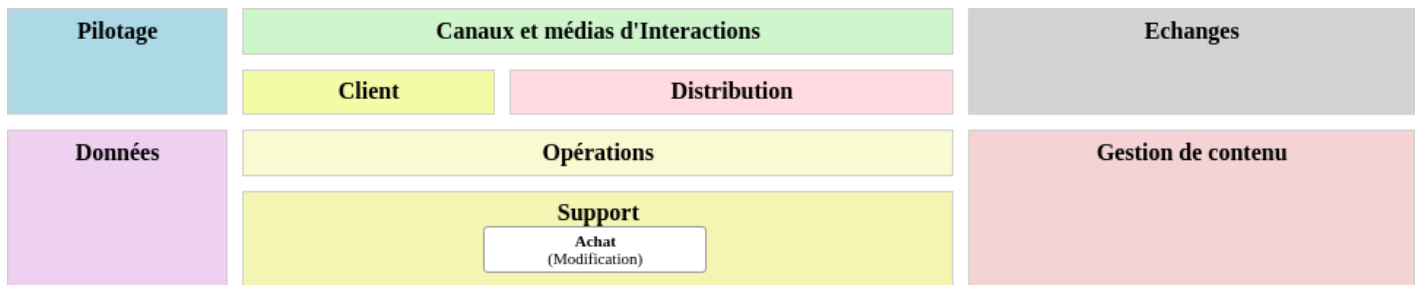 Pilotage
Canaux et médias d'Interactions
Echanges
Client
Distribution
Données
Opérations
Gestion de contenu
Support
Achat
(Modification)